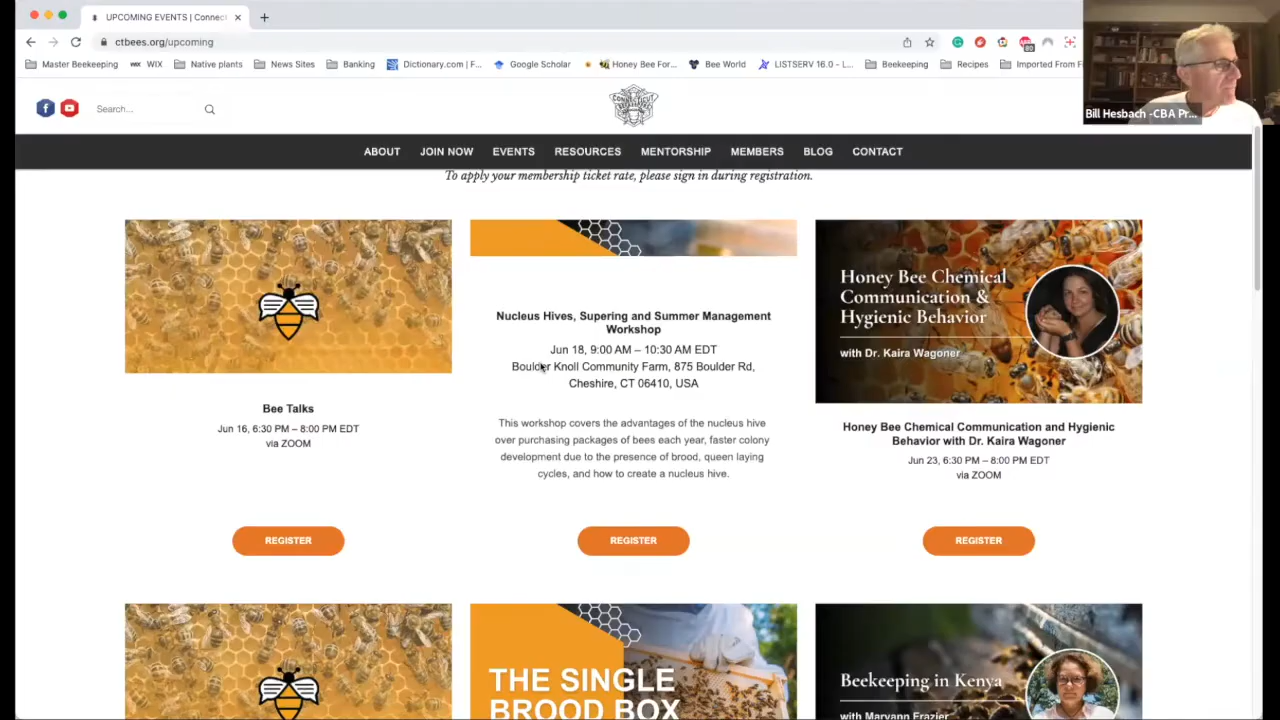 UPCOMING EVENTS | Connect
ctbees.org/upcoming
80
Master Beekeeping
WIX
WIX
Native plants
News Sites
Banking
Dictionary.com | F...
Google Scholar
Honey Bee For...
Bee World
LISTSERV 16.0 - L...
Beekeeping
Recipes
Imported From F
Bill Hesbach -CBA Pr...
Search...
ABOUT
JOIN NOW
EVENTS
RESOURCES
MENTORSHIP
MEMBERS
BLOG
CONTACT
To apply your membership ticket rate, please sign in during registration.
Bee Talks
Jun 16, 6:30 PM – 8:00 PM EDT
via ZOOM
REGISTER
Nucleus Hives, Supering and Summer Management
Workshop
Jun 18, 9:00 AM – 10:30 AM EDT
Boulder Knoll Community Farm, 875 Boulder Rd,
Cheshire, CT 06410, USA
This workshop covers the advantages of the nucleus hive
over purchasing packages of bees each year, faster colony
development due to the presence of brood, queen laying
cycles, and how to create a nucleus hive.
REGISTER
Honey Bee Chemical
Communication &
Hygienic Behavior
with Dr. Kaira Wagoner
Honey Bee Chemical Communication and Hygienic
Behavior with Dr. Kaira Wagoner
Jun 23, 6:30 PM – 8:00 PM EDT
via ZOOM
REGISTER
THE SINGLE
BROOD BOX
Beekeeping in Kenya
with Maryann Frazier